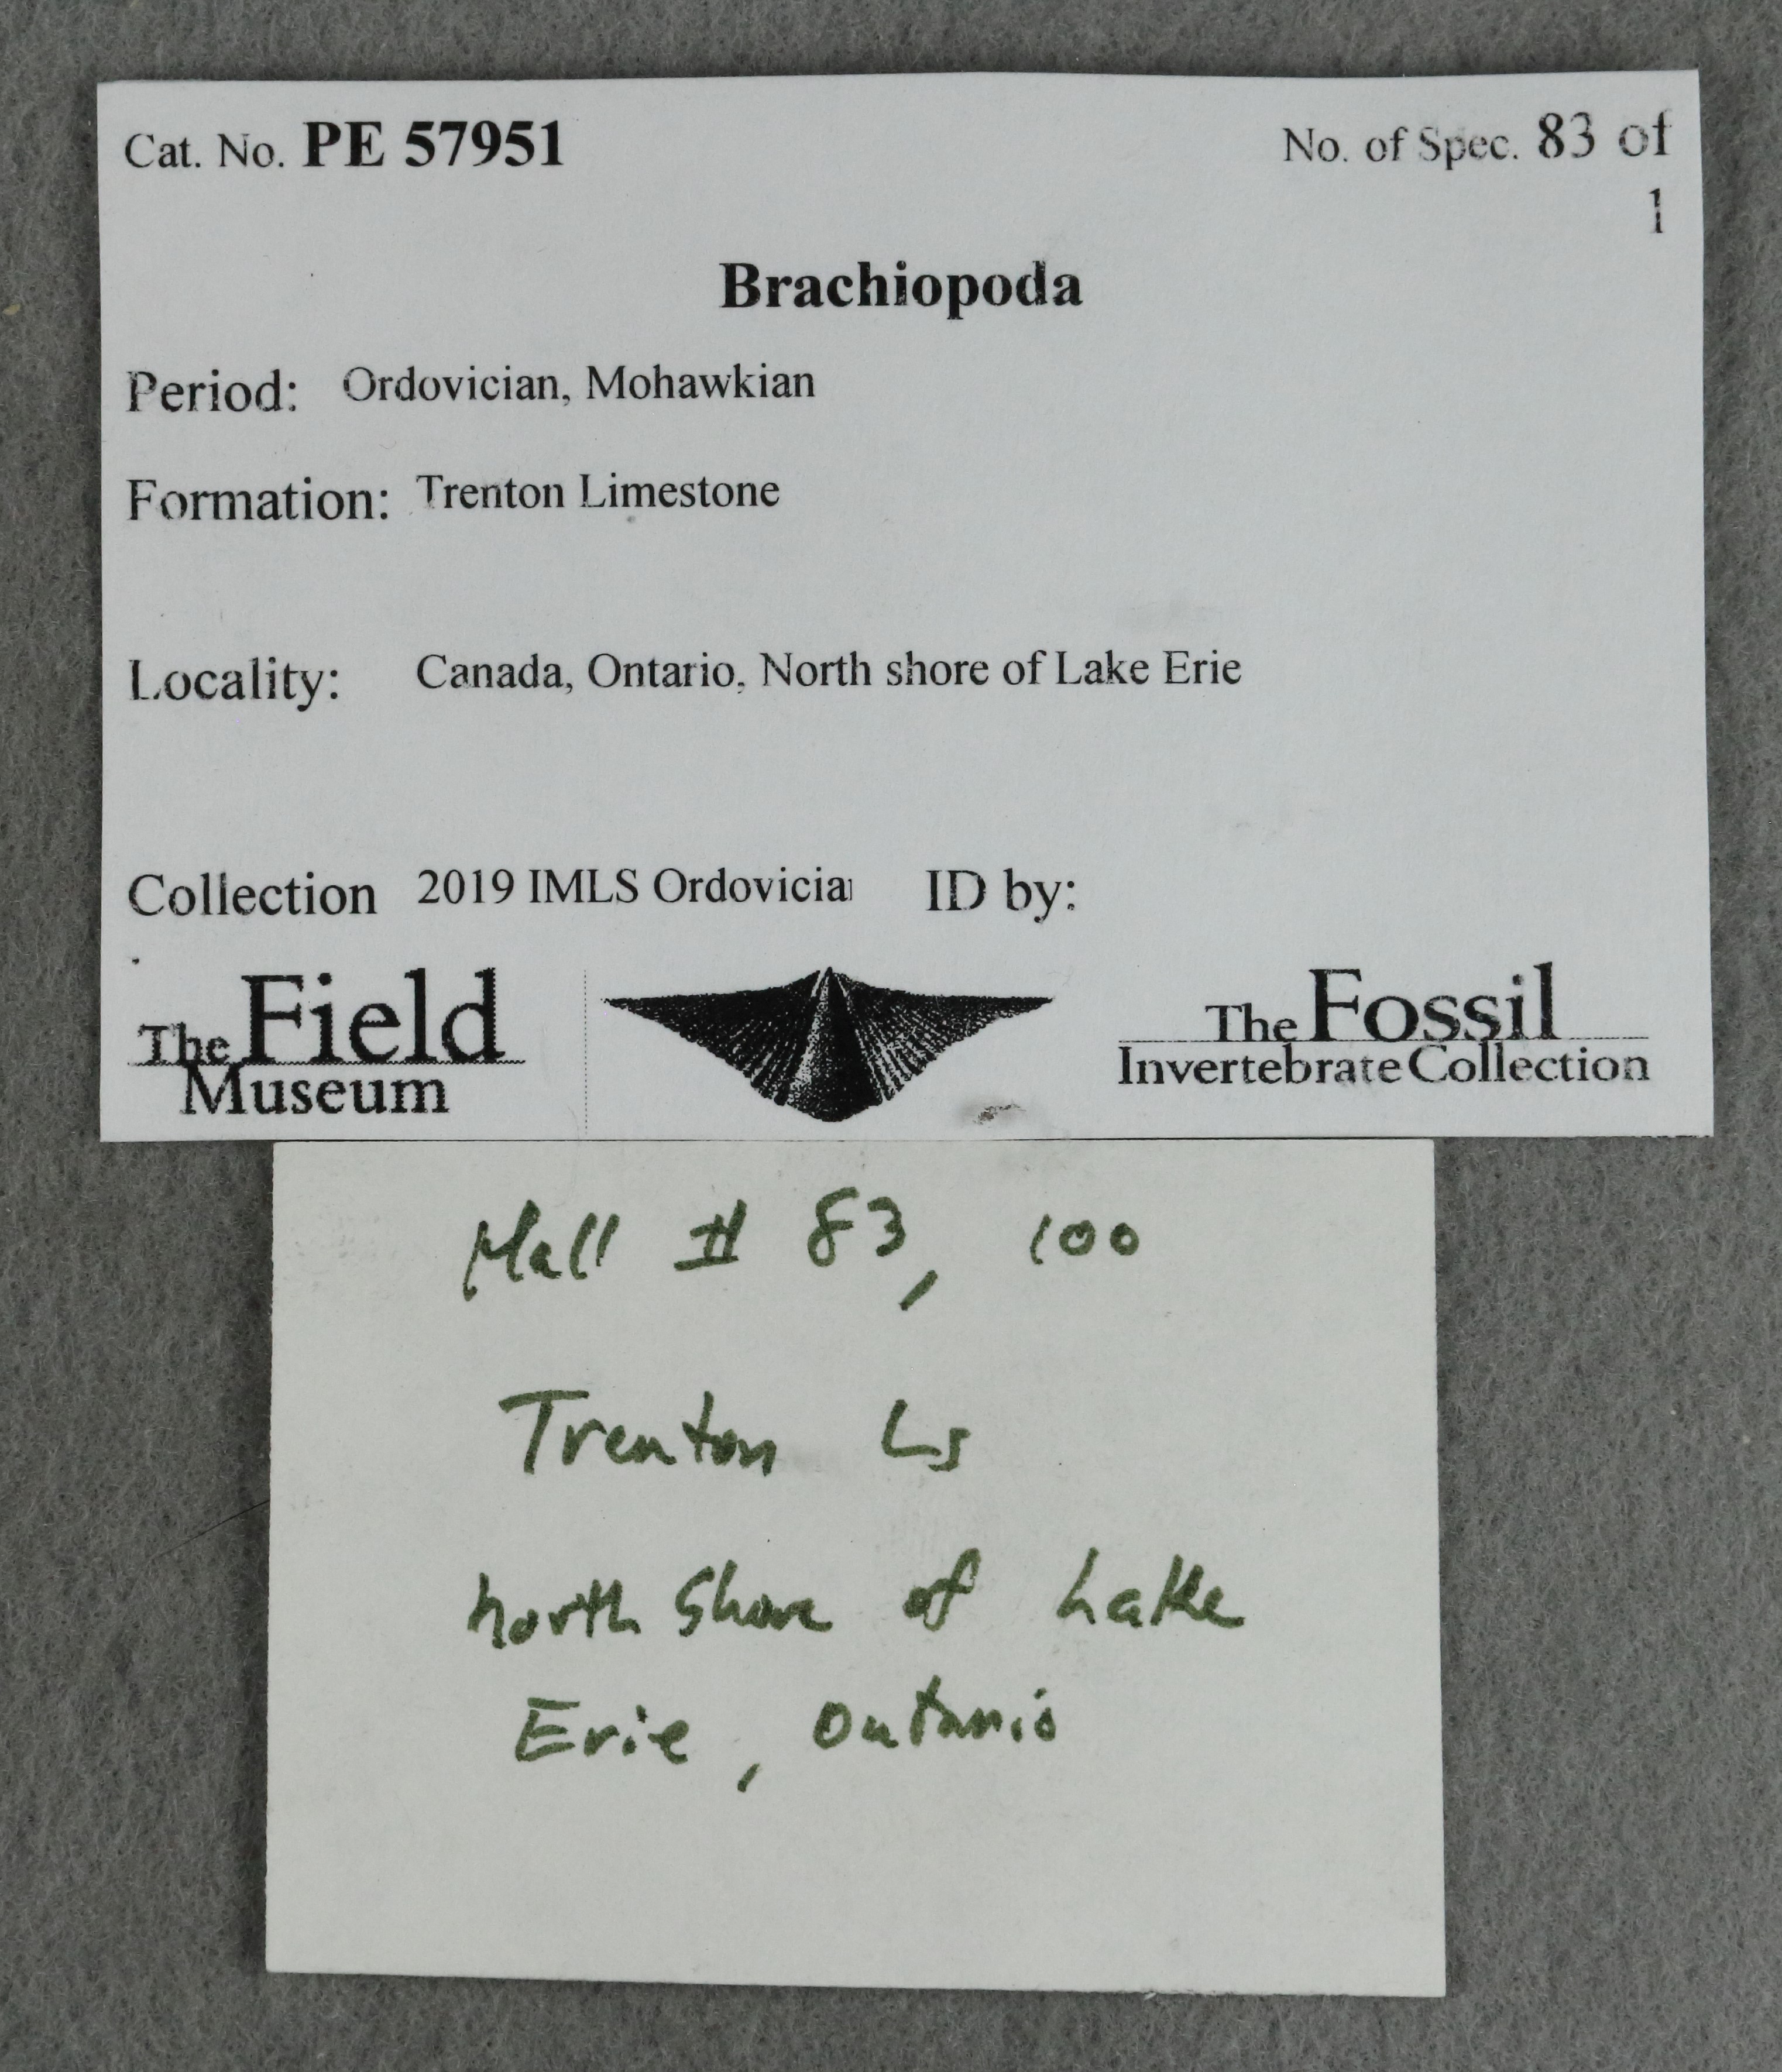 Cat. No. PE 57951
No. of Spec. 83 of
1
Brachiopoda
Period: Ordovician, Mohawkian
Formation: Trenton Limestone
Locality: Canada, Ontario, North shore of Lake Erie
Collection 2019 IMLS Ordovician ID by:
The Field
Museum
The Fossil
Invertebrate Collection
Hall # 83, 100
Trenton Ls
north Shore of Lake
Erie, Ontario